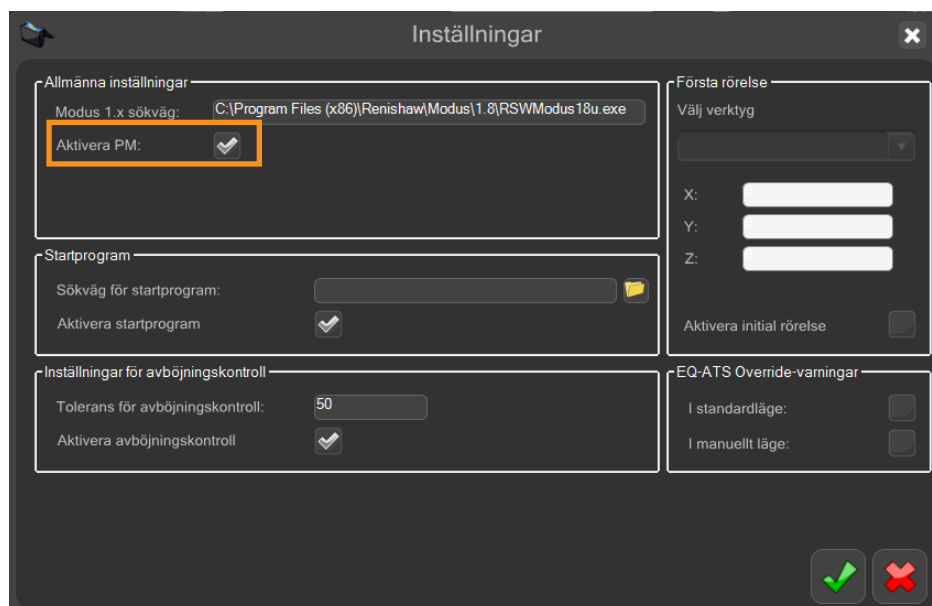 Inställningar
Allmänna inställningar
Modus 1.x sökväg: C:\Program Files (x86)\Renishaw\Modus\1.8\RSWModus18u.exe
Aktivera PM:
Startprogram
Sökväg för startprogram:
Aktivera startprogram
Inställningar för avböjningskontroll
Tolerans för avböjningskontroll: 50
Aktivera avböjningskontroll
Första rörelse
Välj verktyg
X:
Y:
Z:
Aktivera initial rörelse
EQ-ATS Override-varningar
I standardläge:
I manuellt läge: